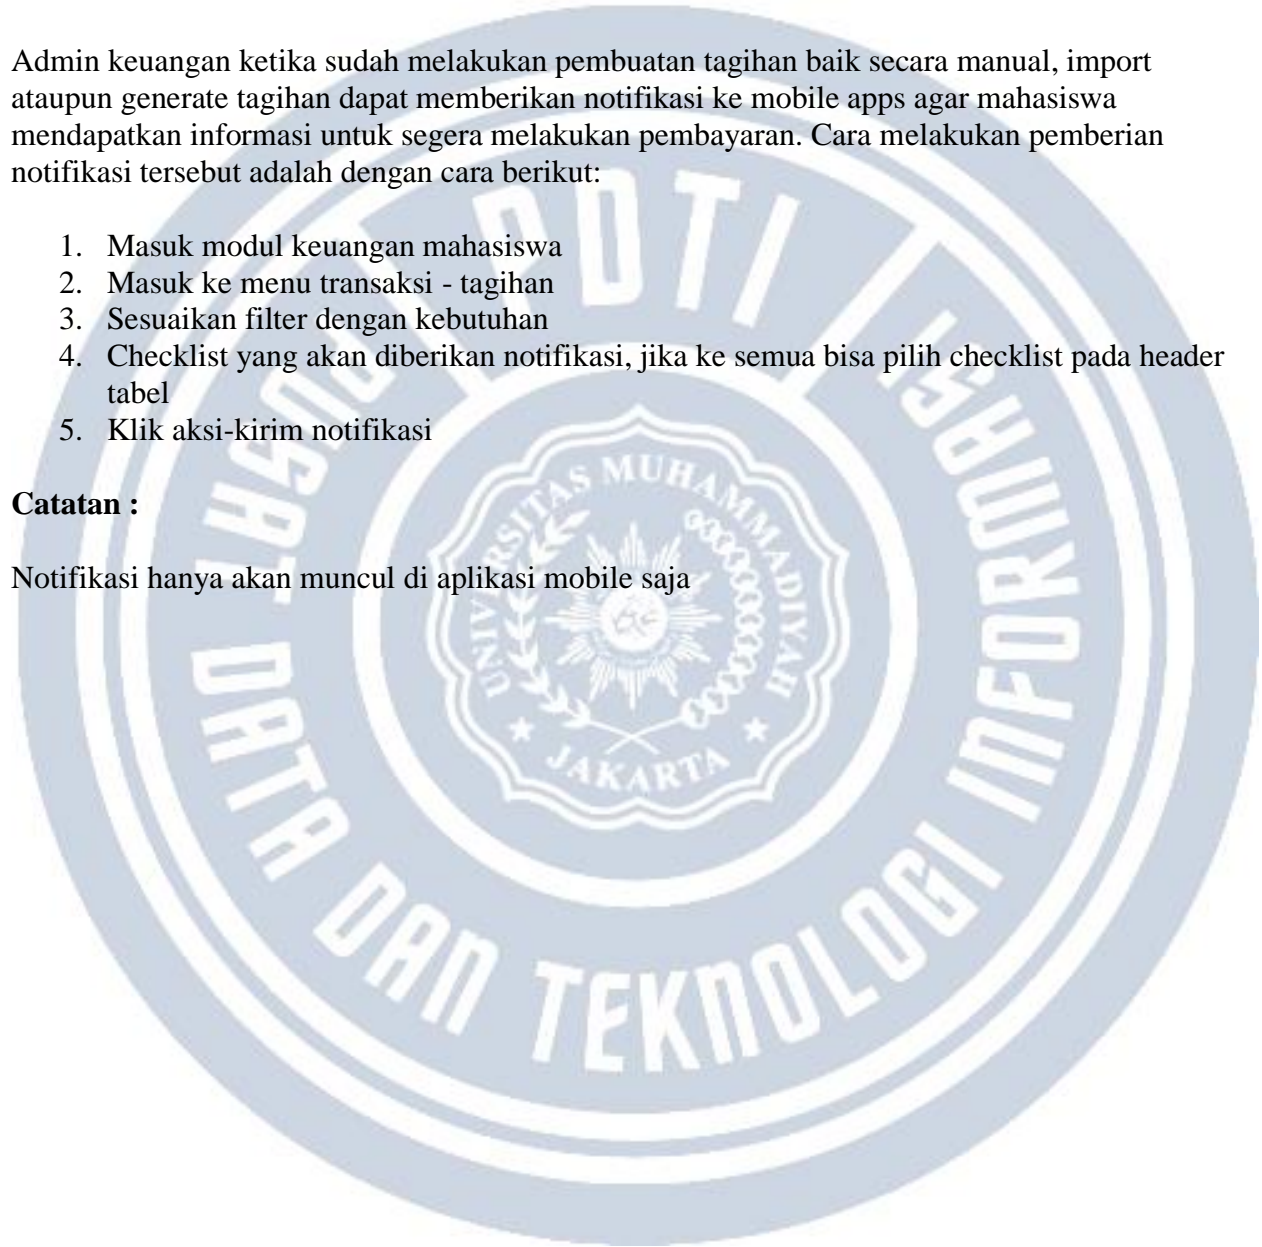 Admin keuangan ketika sudah melakukan pembuatan tagihan baik secara manual, import
ataupun generate tagihan dapat memberikan notifikasi ke mobile apps agar mahasiswa
mendapatkan informasi untuk segera melakukan pembayaran. Cara melakukan pemberian
notifikasi tersebut adalah dengan cara berikut:
1. Masuk modul keuangan mahasiswa
2. Masuk ke menu transaksi - tagihan
3. Sesuaikan filter dengan kebutuhan
4. Checklist yang akan diberikan notifikasi, jika ke semua bisa pilih checklist pada header
tabel
5. Klik aksi-kirim notifikasi
Catatan :
Notifikasi hanya akan muncul di aplikasi mobile saja
PDTI
PUSAT DATA DAN TEKNOLOGI INFORMASI
UNIVERSITAS MUHAMMADIYAH
JAKARTA